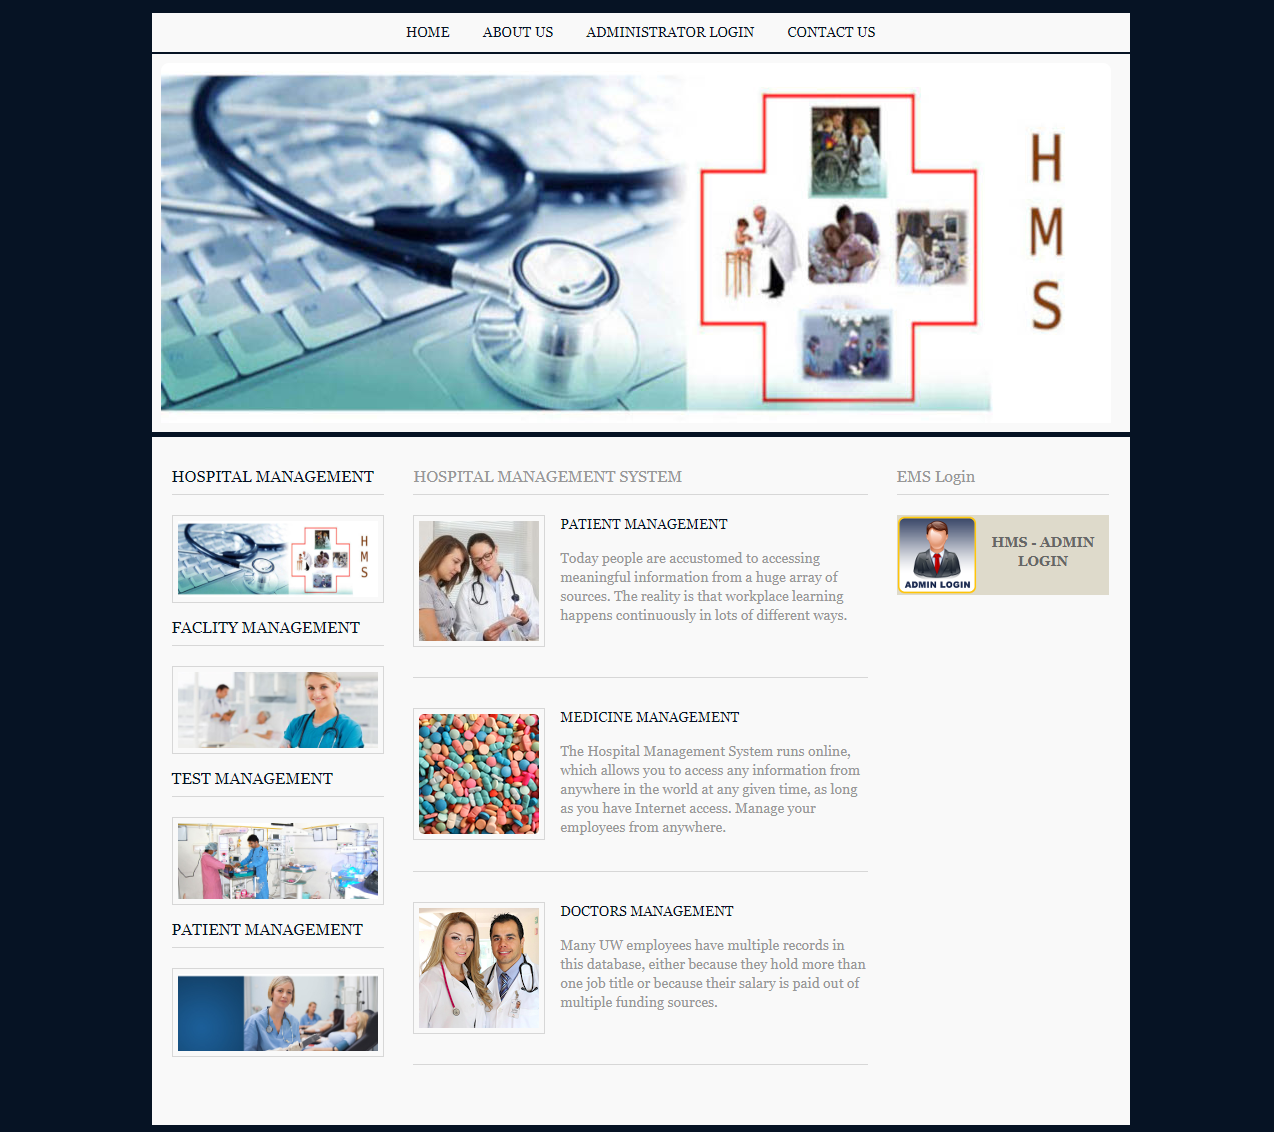 HOME ABOUT US ADMINISTRATOR LOGIN CONTACT US
H
M
S
HOSPITAL MANAGEMENT
H
M
S
FACLITY MANAGEMENT
TEST MANAGEMENT
PATIENT MANAGEMENT
HOSPITAL MANAGEMENT SYSTEM
PATIENT MANAGEMENT
Today people are accustomed to accessing
meaningful information from a huge array of
sources. The reality is that workplace learning
happens continuously in lots of different ways.
MEDICINE MANAGEMENT
The Hospital Management System runs online,
which allows you to access any information from
anywhere in the world at any given time, as long
as you have Internet access. Manage your
employees from anywhere.
DOCTORS MANAGEMENT
Many UW employees have multiple records in
this database, either because they hold more than
one job title or because their salary is paid out of
multiple funding sources.
EMS Login
ADMIN LOGIN
HMS - ADMIN
LOGIN